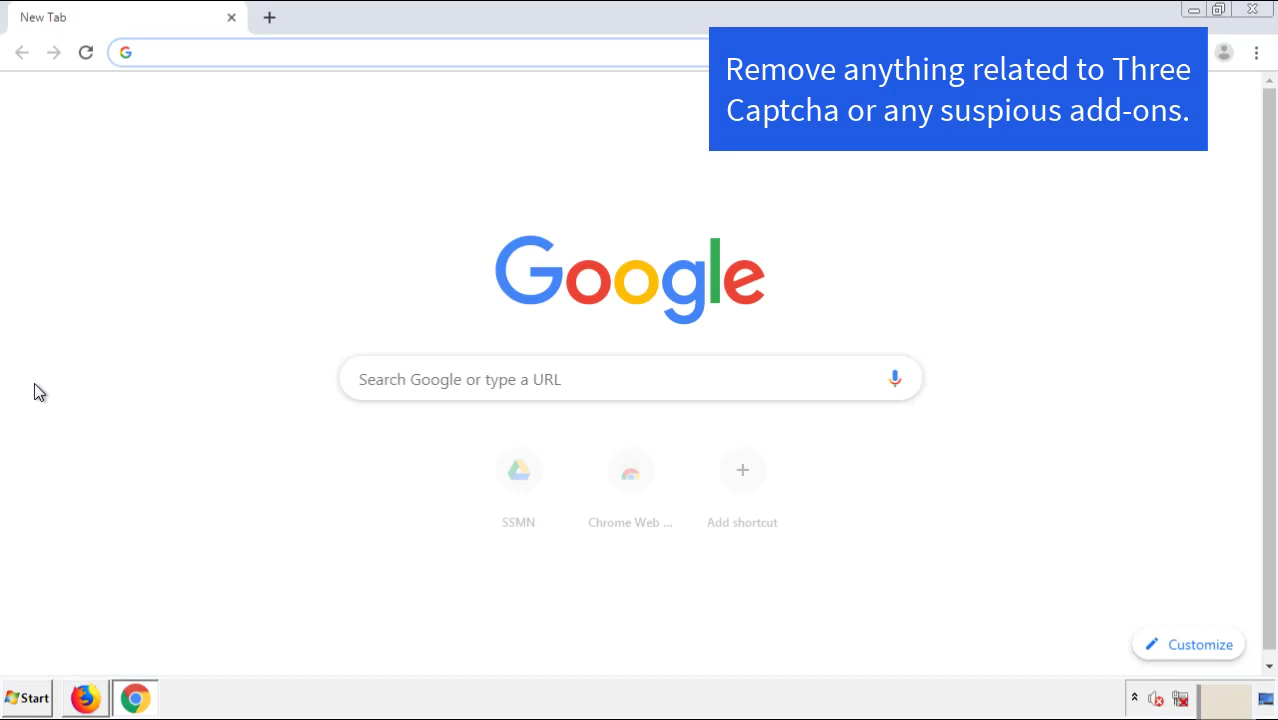 New Tab
Remove anything related to Three
Captcha or any suspious add-ons.
Google
Search Google or type a URL
SSMN
Chrome Web ...
Add shortcut
Customize
Start